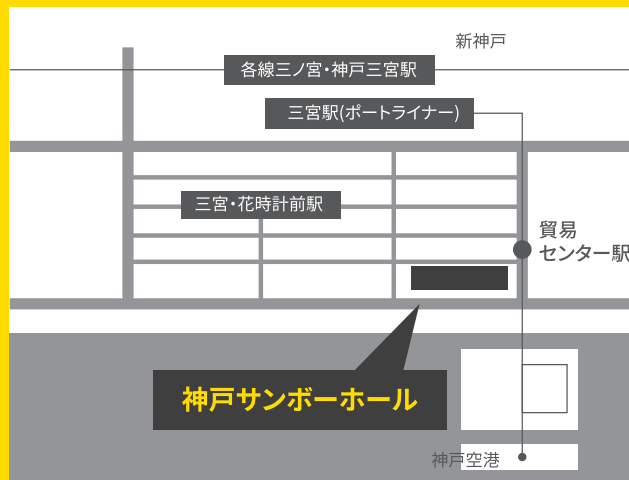 新神戸
各線三ノ宮・神戸三宮駅
三宮駅(ポートライナー)
三宮・花時計前駅
貿易
センター駅
神戸サンボーホール
神戸空港